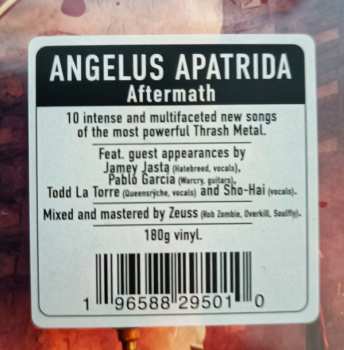 ANGELUS APATRIDA
Aftermath
10 intense and multifaceted new songs
of the most powerful Thrash Metal.
Feat. guest appearances by
Jamey Jasta (Hatebreed, vocals),
Pablo García (Warcry, guitars),
Todd La Torre (Queensrÿche, vocals) and Sho-Hai (vocals).
Mixed and mastered by Zeuss (Rob Zombie, Overkill, Soulfly).
180g vinyl.
1 96588 29501 0